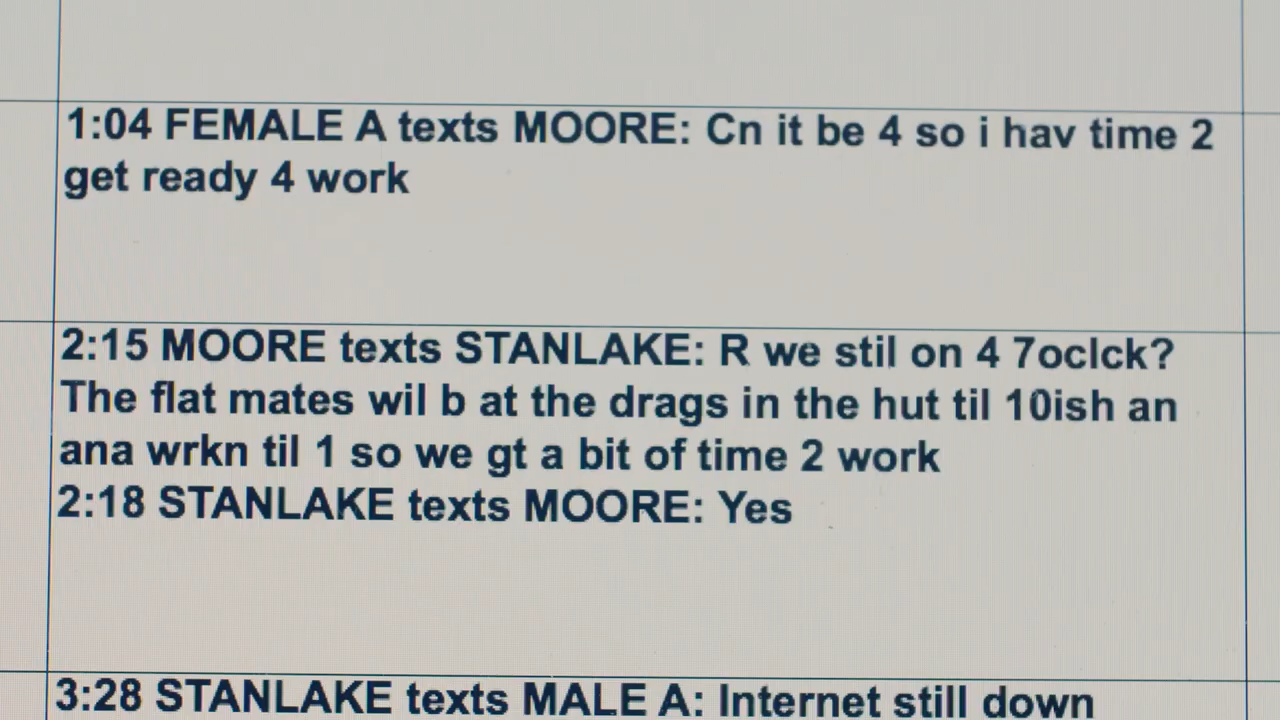 1:04 FEMALE A texts MOORE: Cn it be 4 so i hav time 2
get ready 4 work
2:15 MOORE texts STANLAKE: R we stil on 4 7oclck?
The flat mates wil b at the drags in the hut til 10ish an
ana wrkn til 1 so we gt a bit of time 2 work
2:18 STANLAKE texts MOORE: Yes
3:28 STANLAKE texts MALE A: Internet still down